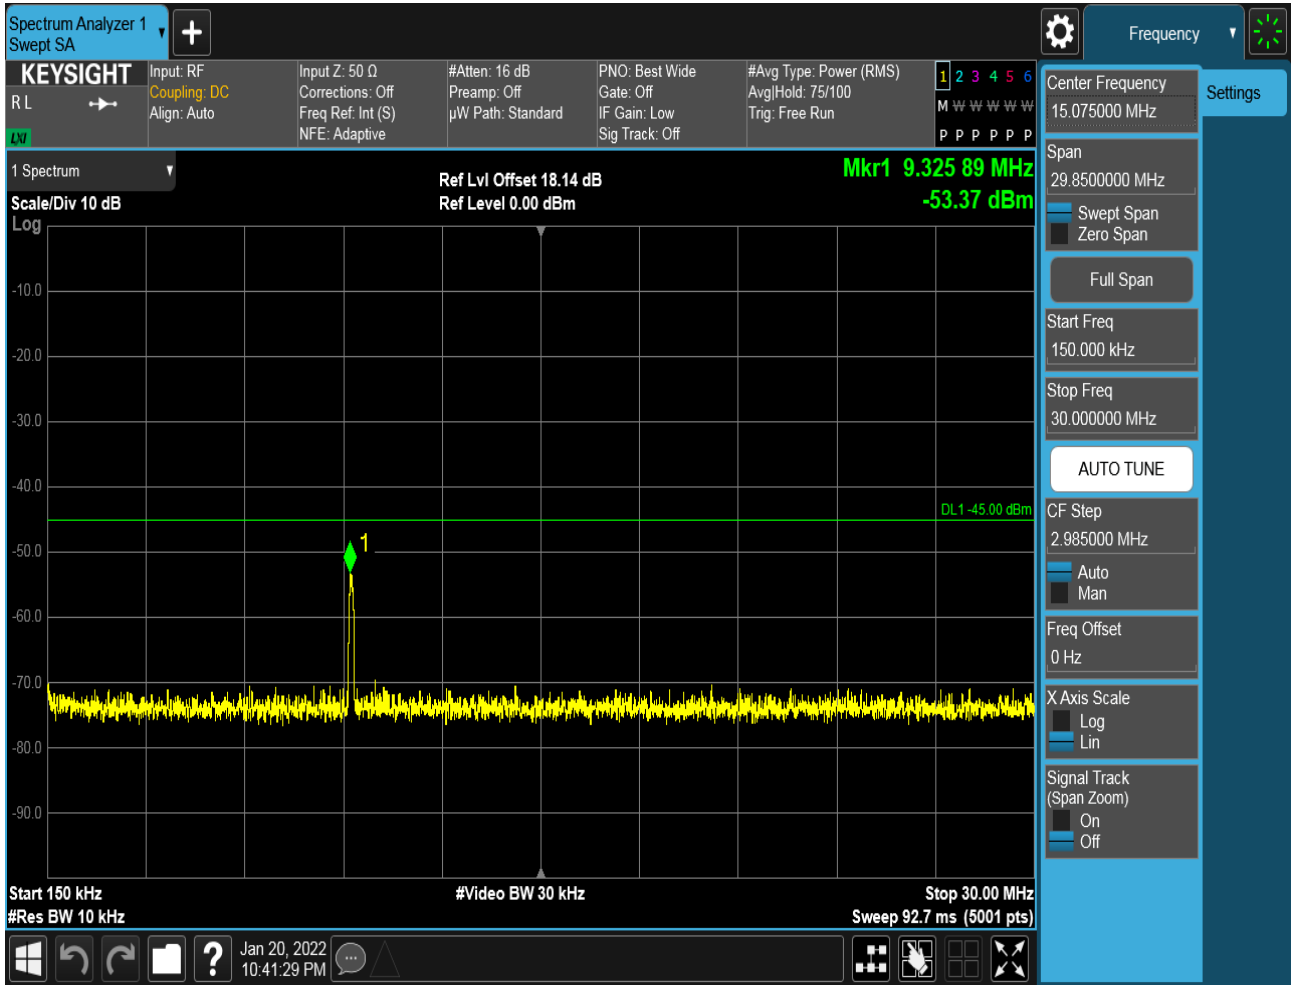 Spectrum Analyzer 1
Swept SA
Frequency
KEYSIGHT
R L
LXI
Input: RF
Coupling: DC
Align: Auto
Input Z: 50 Ω
Corrections: Off
Freq Ref: Int (S)
NFE: Adaptive
#Atten: 16 dB
Preamp: Off
µW Path: Standard
PNO: Best Wide
Gate: Off
IF Gain: Low
Sig Track: Off
#Avg Type: Power (RMS)
Avg|Hold: 75/100
Trig: Free Run
1 2 3 4 5 6
M W W W W W
P P P P P P
1 Spectrum
Scale/Div 10 dB
Log
Ref Lvl Offset 18.14 dB
Ref Level 0.00 dBm
Mkr1 9.325 89 MHz
-53.37 dBm
-10.0
-20.0
-30.0
-40.0
DL1 -45.00 dBm
1
-50.0
-60.0
-70.0
-80.0
-90.0
Start 150 kHz
#Video BW 30 kHz
Stop 30.00 MHz
#Res BW 10 kHz
Sweep 92.7 ms (5001 pts)
Center Frequency
15.075000 MHz
Settings
Span
29.8500000 MHz
Swept Span
Zero Span
Full Span
Start Freq
150.000 kHz
Stop Freq
30.000000 MHz
AUTO TUNE
CF Step
2.985000 MHz
Auto
Man
Freq Offset
0 Hz
X Axis Scale
Log
Lin
Signal Track
(Span Zoom)
On
Off
?
Jan 20, 2022
10:41:29 PM